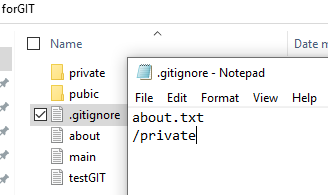 forGIT
Name
Date m
private
pubic
.gitignore
about
main
testGIT
.gitignore - Notepad
File Edit Format View Help
about.txt
/private